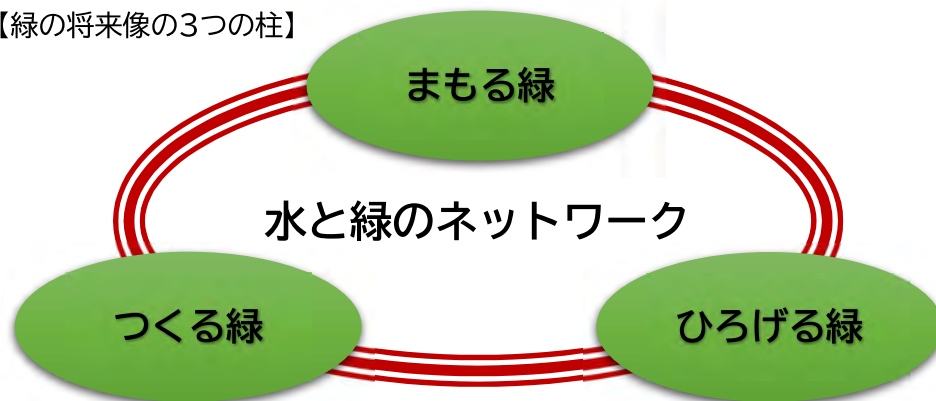 【緑の将来像の3つの柱】
まもる緑
水と緑のネットワーク
つくる緑
ひろげる緑